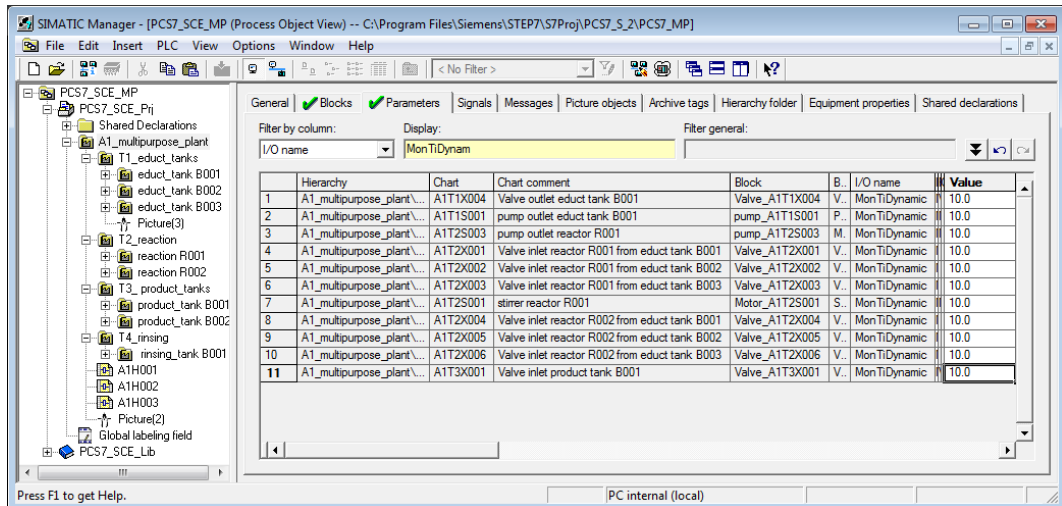 SIMATIC Manager - [PCS7_SCE_MP (Process Object View) -- C:\Program Files\Siemens\STEP7\S7Proj\PCS7_S_2\PCS7_MP]
File Edit Insert PLC View Options Window Help
< No Filter >
PCS7_SCE_MP
PCS7_SCE_Prj
Shared Declarations
A1_multipurpose_plant
T1_educt_tanks
educt_tank B001
educt_tank B002
educt_tank B003
Picture(3)
T2_reaction
reaction R001
reaction R002
T3_ product_tanks
product_tank B001
product_tank B002
T4_rinsing
rinsing_tank B001
A1H001
A1H002
A1H003
Picture(2)
Global labeling field
PCS7_SCE_Lib
General Blocks Parameters Signals Messages Picture objects Archive tags Hierarchy folder Equipment properties Shared declarations
Filter by column: Display: Filter general:
I/O name MonTiDynam
Hierarchy Chart Chart comment Block B.. I/O name Value
1 A1_multipurpose_plant\... A1T1X004 Valve outlet educt tank B001 Valve_A1T1X004 V.. MonTiDynamic 10.0
2 A1_multipurpose_plant\... A1T1S001 pump outlet educt tank B001 pump_A1T1S001 P.. MonTiDynamic 10.0
3 A1_multipurpose_plant\... A1T2S003 pump outlet reactor R001 pump_A1T2S003 M. MonTiDynamic 10.0
4 A1_multipurpose_plant\... A1T2X001 Valve inlet reactor R001 from educt tank B001 Valve_A1T2X001 V.. MonTiDynamic 10.0
5 A1_multipurpose_plant\... A1T2X002 Valve inlet reactor R001 from educt tank B002 Valve_A1T2X002 V.. MonTiDynamic 10.0
6 A1_multipurpose_plant\... A1T2X003 Valve inlet reactor R001 from educt tank B003 Valve_A1T2X003 V.. MonTiDynamic 10.0
7 A1_multipurpose_plant\... A1T2S001 stirrer reactor R001 Motor_A1T2S001 S.. MonTiDynamic 10.0
8 A1_multipurpose_plant\... A1T2X004 Valve inlet reactor R002 from educt tank B001 Valve_A1T2X004 V.. MonTiDynamic 10.0
9 A1_multipurpose_plant\... A1T2X005 Valve inlet reactor R002 from educt tank B002 Valve_A1T2X005 V.. MonTiDynamic 10.0
10 A1_multipurpose_plant\... A1T2X006 Valve inlet reactor R002 from educt tank B003 Valve_A1T2X006 V.. MonTiDynamic 10.0
11 A1_multipurpose_plant\... A1T3X001 Valve inlet product tank B001 Valve_A1T3X001 V.. MonTiDynamic 10.0
Press F1 to get Help. PC internal (local)